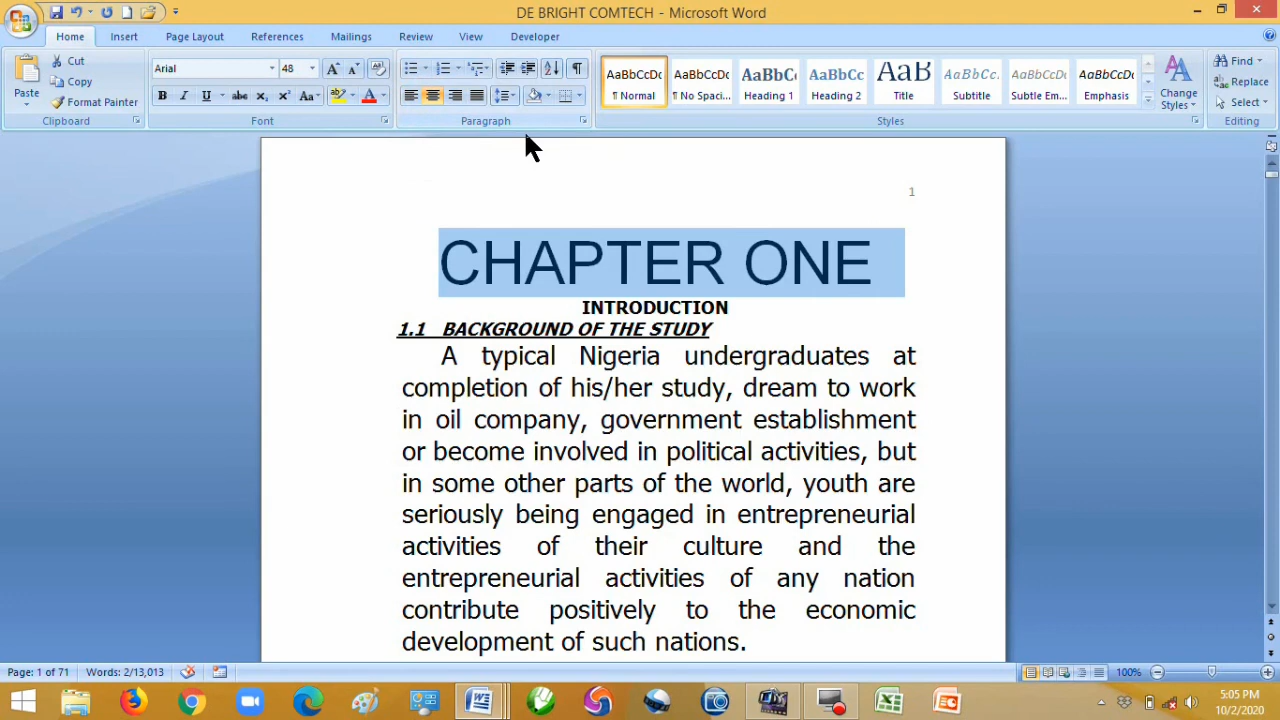 DE BRIGHT COMTECH - Microsoft Word
Home Insert Page Layout References Mailings Review View Developer
Paste
Cut
Copy
Format Painter
Clipboard
Arial 48
B I U abc x₂ x² Aa
Font
Paragraph
AaBbCcDc AaBbCcDc AaBbCc AaBbCc AaB AaBbCc. AaBbCcDc AaBbCcDc
¶ Normal ¶ No Spaci... Heading 1 Heading 2 Title Subtitle Subtle Em... Emphasis
Styles
Change
Styles
Find
Replace
Select
Editing
1
CHAPTER ONE
INTRODUCTION
1.1 BACKGROUND OF THE STUDY
A typical Nigeria undergraduates at
completion of his/her study, dream to work
in oil company, government establishment
or become involved in political activities, but
in some other parts of the world, youth are
seriously being engaged in entrepreneurial
activities of their culture and the
entrepreneurial activities of any nation
contribute positively to the economic
development of such nations.
Page: 1 of 71 Words: 2/13,013
100%
5:05 PM
10/2/2020